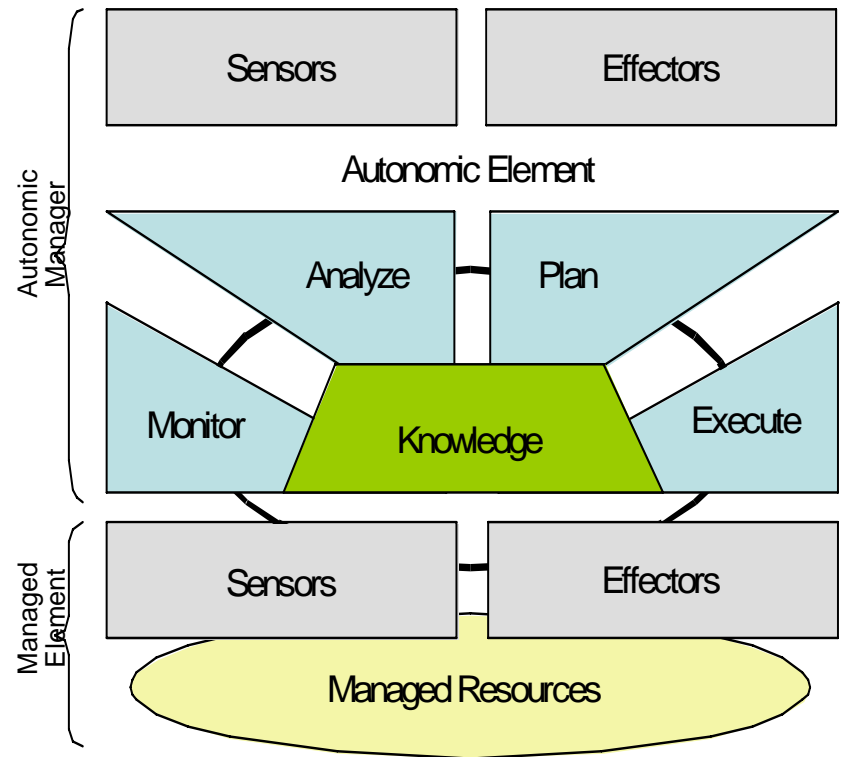 Sensors
Effectors
Autonomic Element
Autonomic
Manager
Analyze
Plan
Monitor
Knowledge
Execute
Managed
Element
Sensors
Effectors
Managed Resources